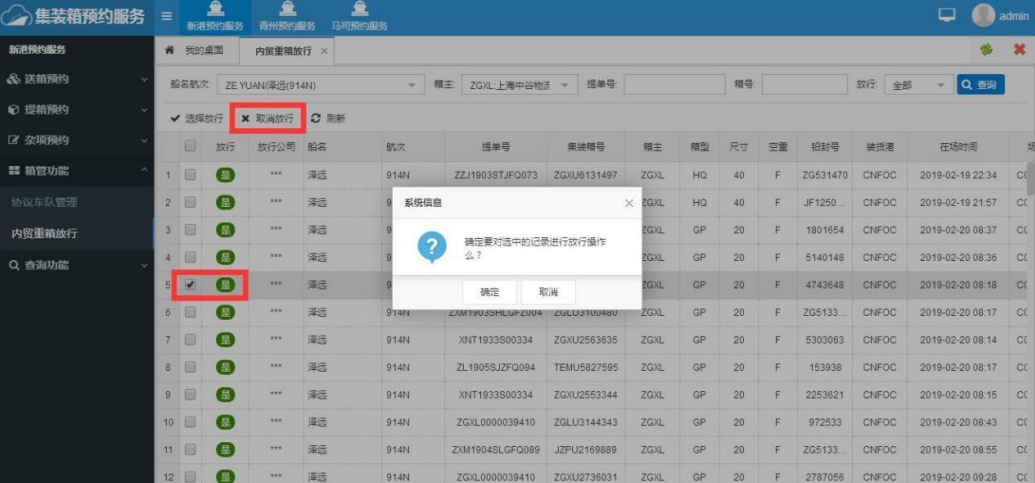 集装箱预约服务
新港预约服务 青州预约服务 马司预约服务
admin
新港预约服务
送箱预约
提箱预约
杂项预约
箱管功能
协议车队管理
内贸重箱放行
查询功能
我的桌面 内贸重箱放行 ×
船名航次: ZE YUAN/泽远(914N) 箱主: ZGXL:上海中谷物流 提单号: 箱号: 放行: 全部 查询
选择放行 取消放行 刷新
放行 放行公司 船名 航次 提单号 集装箱号 箱主 箱型 尺寸 空重 铅封号 装货港 在场时间
1 是 *** 泽远 914N ZZJ1903STJFQ073 ZGXU6131497 ZGXL HQ 40 F ZG531470 CNFOC 2019-02-19 22:34
2 是 *** 泽远 ZGXL HQ 40 F JF1250... CNFOC 2019-02-19 21:57
3 是 *** 泽远 ZGXL GP 20 F 1801654 CNFOC 2019-02-20 08:37
4 是 *** 泽远 ZGXL GP 20 F 5140148 CNFOC 2019-02-20 08:36
5 是 *** 泽远 ZGXL GP 20 F 4743648 CNFOC 2019-02-20 08:18
6 是 *** 泽远 914N ZXM1903SHLGFZ004 ZGLU3100480 ZGXL GP 20 F ZG5133... CNFOC 2019-02-20 08:17
7 是 *** 泽远 914N XNT1933S00334 ZGXU2563635 ZGXL GP 20 F 5303063 CNFOC 2019-02-20 08:14
8 是 *** 泽远 914N ZL1905SJZFQ094 TEMU5827595 ZGXL GP 20 F 153938 CNFOC 2019-02-20 08:17
9 是 *** 泽远 914N XNT1933S00334 ZGXU2553344 ZGXL GP 20 F 2253621 CNFOC 2019-02-20 08:15
10 是 *** 泽远 914N ZGXL0000039410 ZGLU3144343 ZGXL GP 20 F 972533 CNFOC 2019-02-20 08:43
11 是 *** 泽远 914N ZXM1904SLGFQ089 JZPU2169889 ZGXL GP 20 F ZG5133... CNFOC 2019-02-20 08:55
12 是 *** 泽远 914N ZGXL0000039410 ZGXU2736031 ZGXL GP 20 F 2787056 CNFOC 2019-02-20 09:28
系统信息 ×
确定要对选中的记录进行放行操作
么？
确定 取消